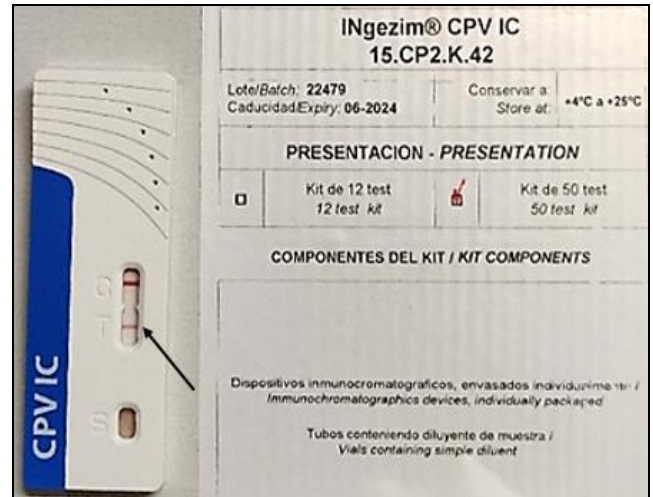 INgezim® CPV IC
15.CP2.K.42
Lote/Batch: 22479
Caducidad/Expiry: 06-2024
Conservar a:
Store at:
+4°C a +25°C
PRESENTACION - PRESENTATION
Kit de 12 test
12 test kit
Kit de 50 test
50 test kit
COMPONENTES DEL KIT / KIT COMPONENTS
Dispositivos inmunocromatograficos, envasados individualmente /
Immunochromatographics devices, individually packaged
Tubos conteniendo diluyente de muestra /
Vials containing simple diluent
C
T
S
CPV IC